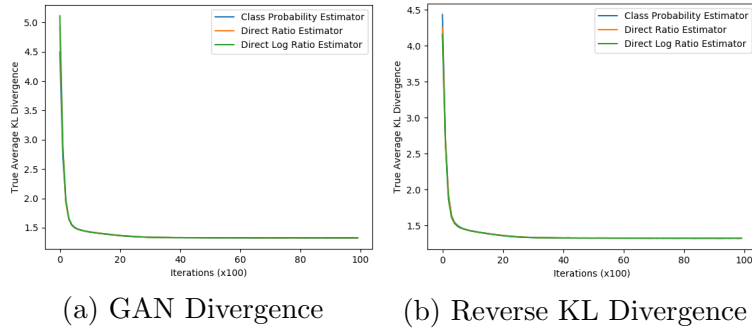 Class Probability Estimator
Direct Ratio Estimator
Direct Log Ratio Estimator
True Average KL Divergence
5.0
4.5
4.0
3.5
3.0
2.5
2.0
1.5
0 20 40 60 80 100
Iterations (x100)
(a) GAN Divergence
Class Probability Estimator
Direct Ratio Estimator
Direct Log Ratio Estimator
True Average KL Divergence
4.5
4.0
3.5
3.0
2.5
2.0
1.5
0 20 40 60 80 100
Iterations (x100)
(b) Reverse KL Divergence